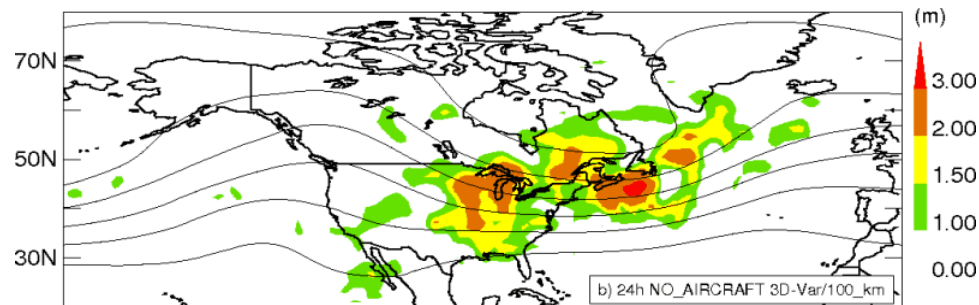 (m)
70N
3.00
2.00
50N
1.50
1.00
30N
0.00
b) 24h NO_AIRCRAFT 3D-Var/100_km